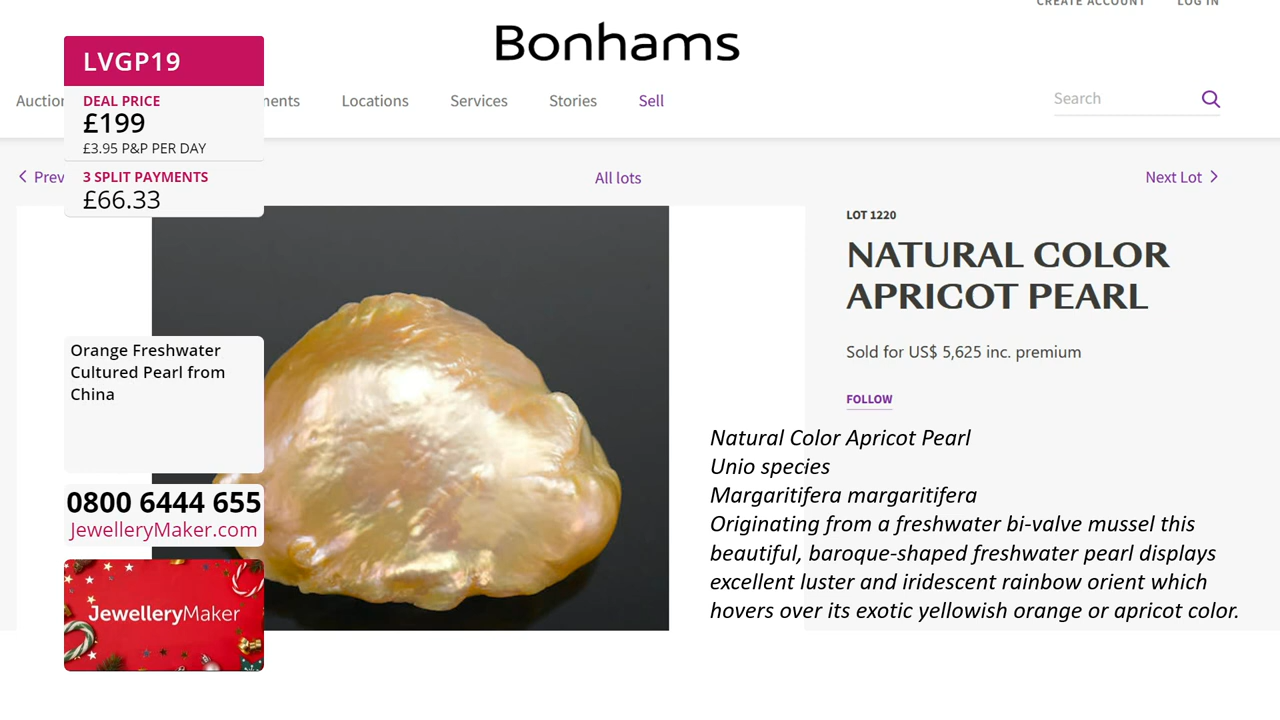 CREATE ACCOUNT LOG IN
Bonhams
LVGP19
DEAL PRICE
£199
£3.95 P&P PER DAY
3 SPLIT PAYMENTS
£66.33
Locations Services Stories Sell
Search
Prev
All lots
Next Lot
LOT 1220
NATURAL COLOR
APRICOT PEARL
Sold for US$ 5,625 inc. premium
FOLLOW
Natural Color Apricot Pearl
Unio species
Margaritifera margaritifera
Originating from a freshwater bi-valve mussel this
beautiful, baroque-shaped freshwater pearl displays
excellent luster and iridescent rainbow orient which
hovers over its exotic yellowish orange or apricot color.
Orange Freshwater
Cultured Pearl from
China
0800 6444 655
JewelleryMaker.com
JewelleryMaker